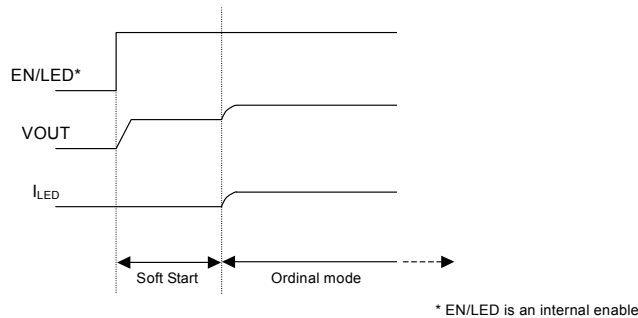 EN/LED*
VOUT
ILED
Soft Start
Ordinal mode
* EN/LED is an internal enable